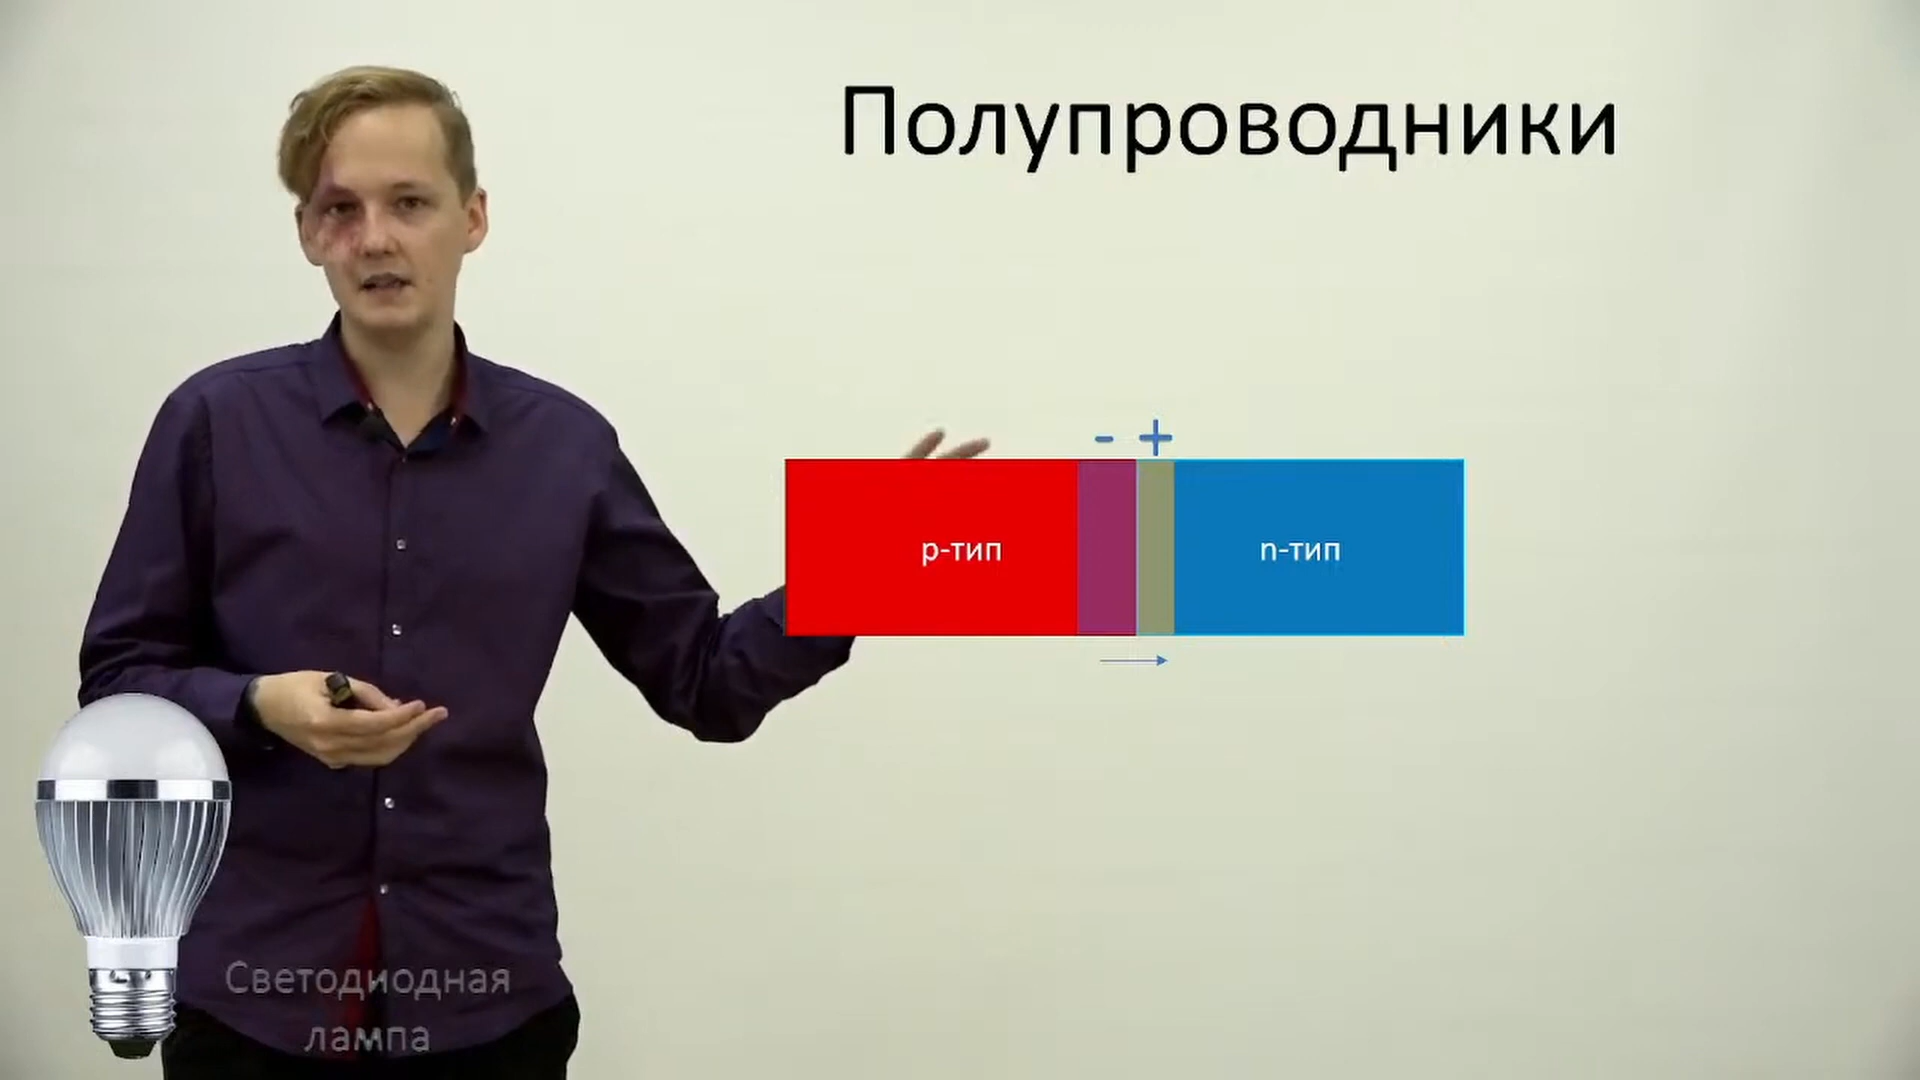 Полупроводники
- +
p-тип
n-тип
Светодиодная
лампа